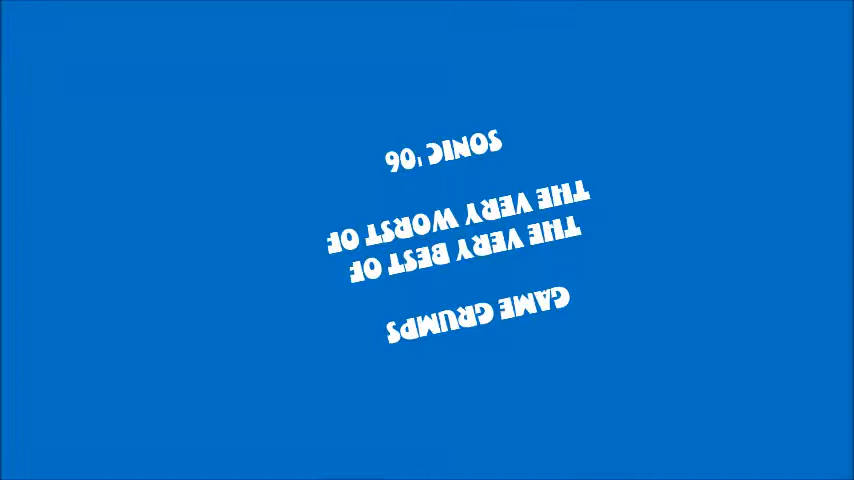 GAME GRUMPS
THE VERY BEST OF
THE VERY WORST OF
SONIC '06